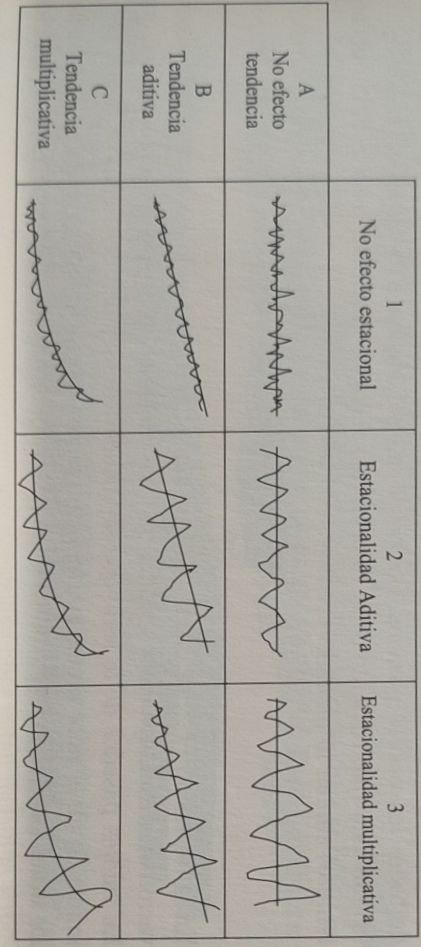 1
No efecto estacional
2
Estacionalidad Aditiva
3
Estacionalidad multiplicativa
A
No efecto
tendencia
B
Tendencia
aditiva
C
Tendencia
multiplicativa